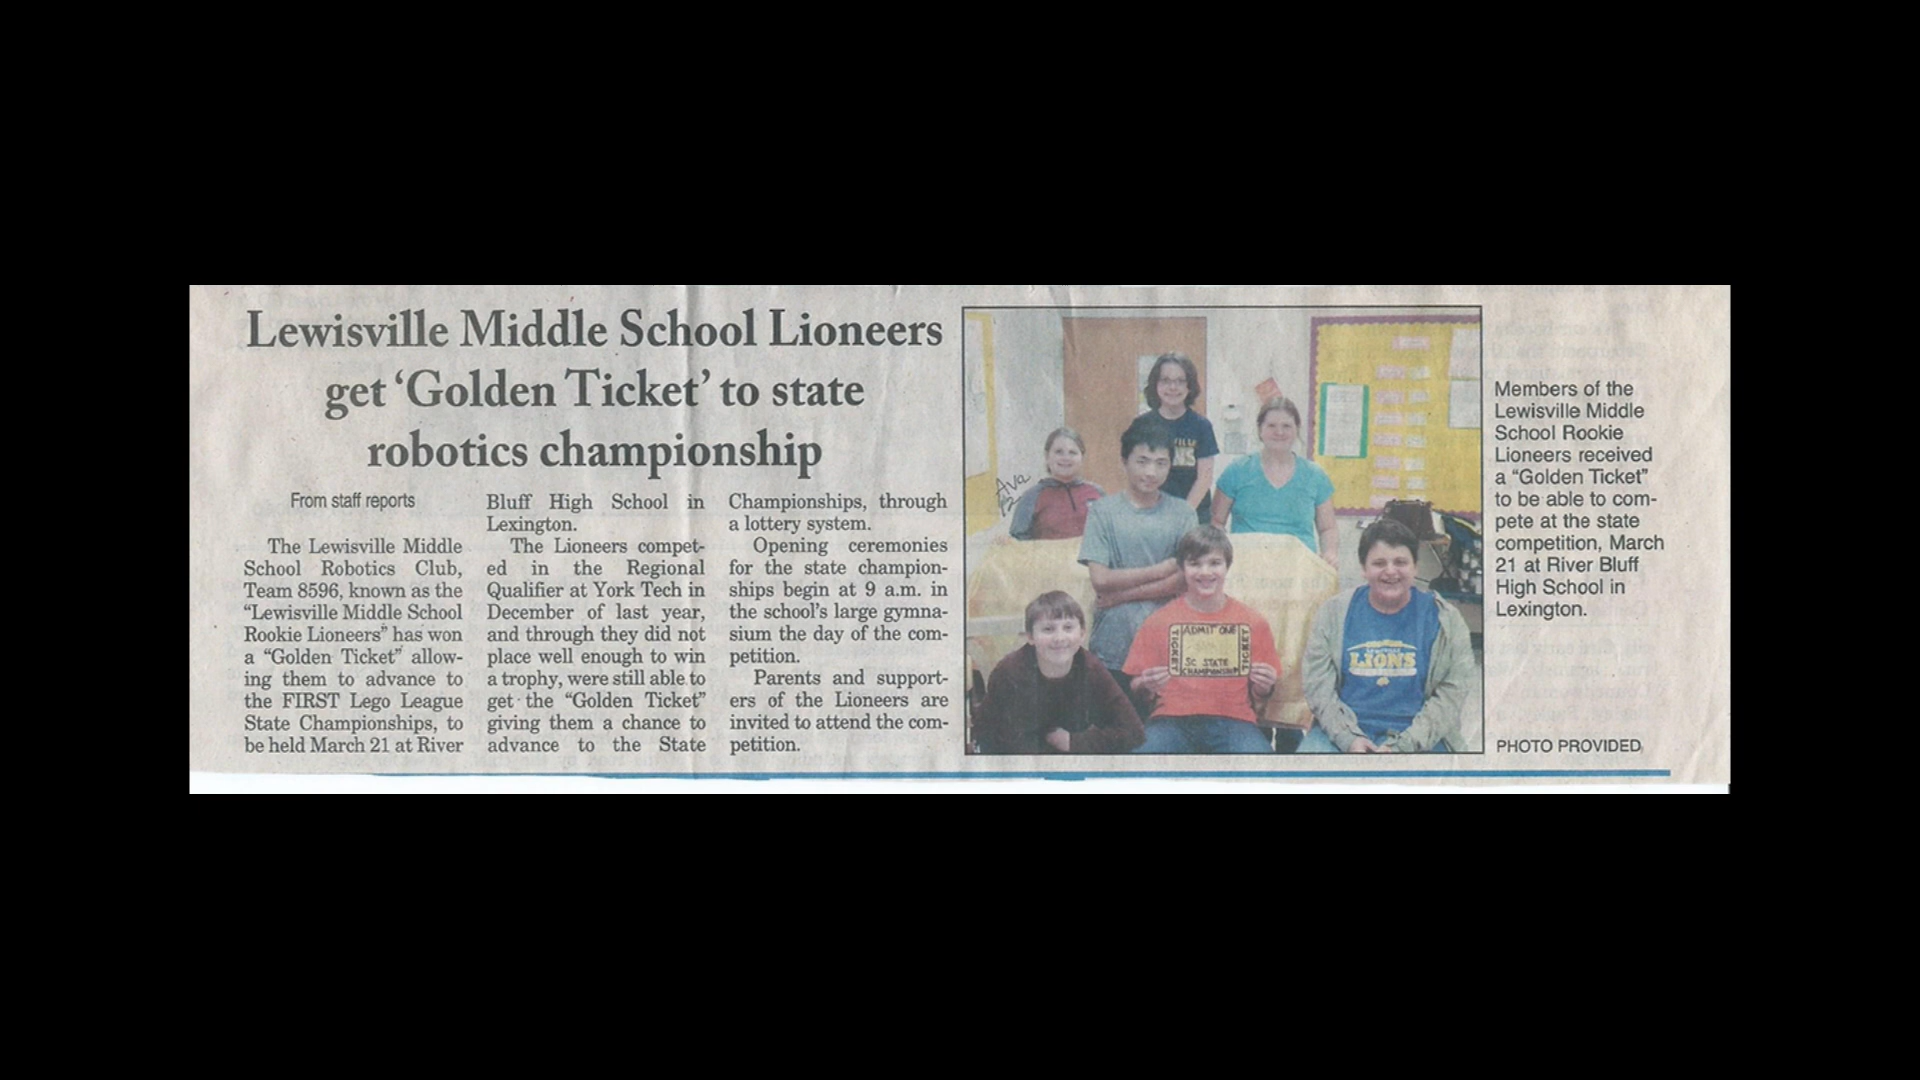 Lewisville Middle School Lioneers
get ‘Golden Ticket’ to state
robotics championship
From staff reports
The Lewisville Middle
School Robotics Club,
Team 8596, known as the
“Lewisville Middle School
Rookie Lioneers” has won
a “Golden Ticket” allow-
ing them to advance to
the FIRST Lego League
State Championships, to
be held March 21 at River
Bluff High School in
Lexington.
The Lioneers compet-
ed in the Regional
Qualifier at York Tech in
December of last year,
and through they did not
place well enough to win
a trophy, were still able to
get the “Golden Ticket”
giving them a chance to
advance to the State
Championships, through
a lottery system.
Opening ceremonies
for the state champion-
ships begin at 9 a.m. in
the school’s large gymna-
sium the day of the com-
petition.
Parents and support-
ers of the Lioneers are
invited to attend the com-
petition.
Ava
ADMIT ONE
TICKET
SC STATE
CHAMPIONSHIP
TICKET
LIONS
Members of the
Lewisville Middle
School Rookie
Lioneers received
a “Golden Ticket”
to be able to com-
pete at the state
competition, March
21 at River Bluff
High School in
Lexington.
PHOTO PROVIDED